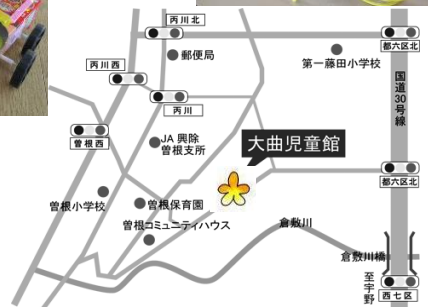 丙川北
郵便局
都六区北
第一藤田小学校
丙川西
丙川
国道30号線
JA 興除
曽根支所
曽根西
大曲児童館
都六区北
曽根小学校
曽根保育園
曽根コミュニティハウス
倉敷川
倉敷川橋
至宇野
西七区